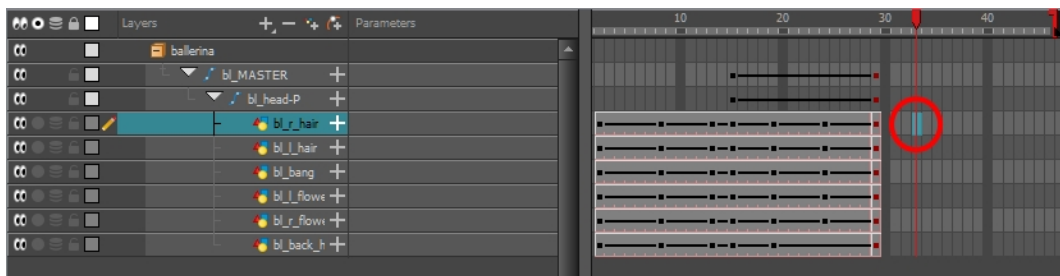 Layers Parameters 10 20 30 40
ballerina
bl_MASTER
bl_head-P
bl_r_hair
bl_l_hair
bl_bang
bl_l_flowe
bl_r_flowe
bl_back_h